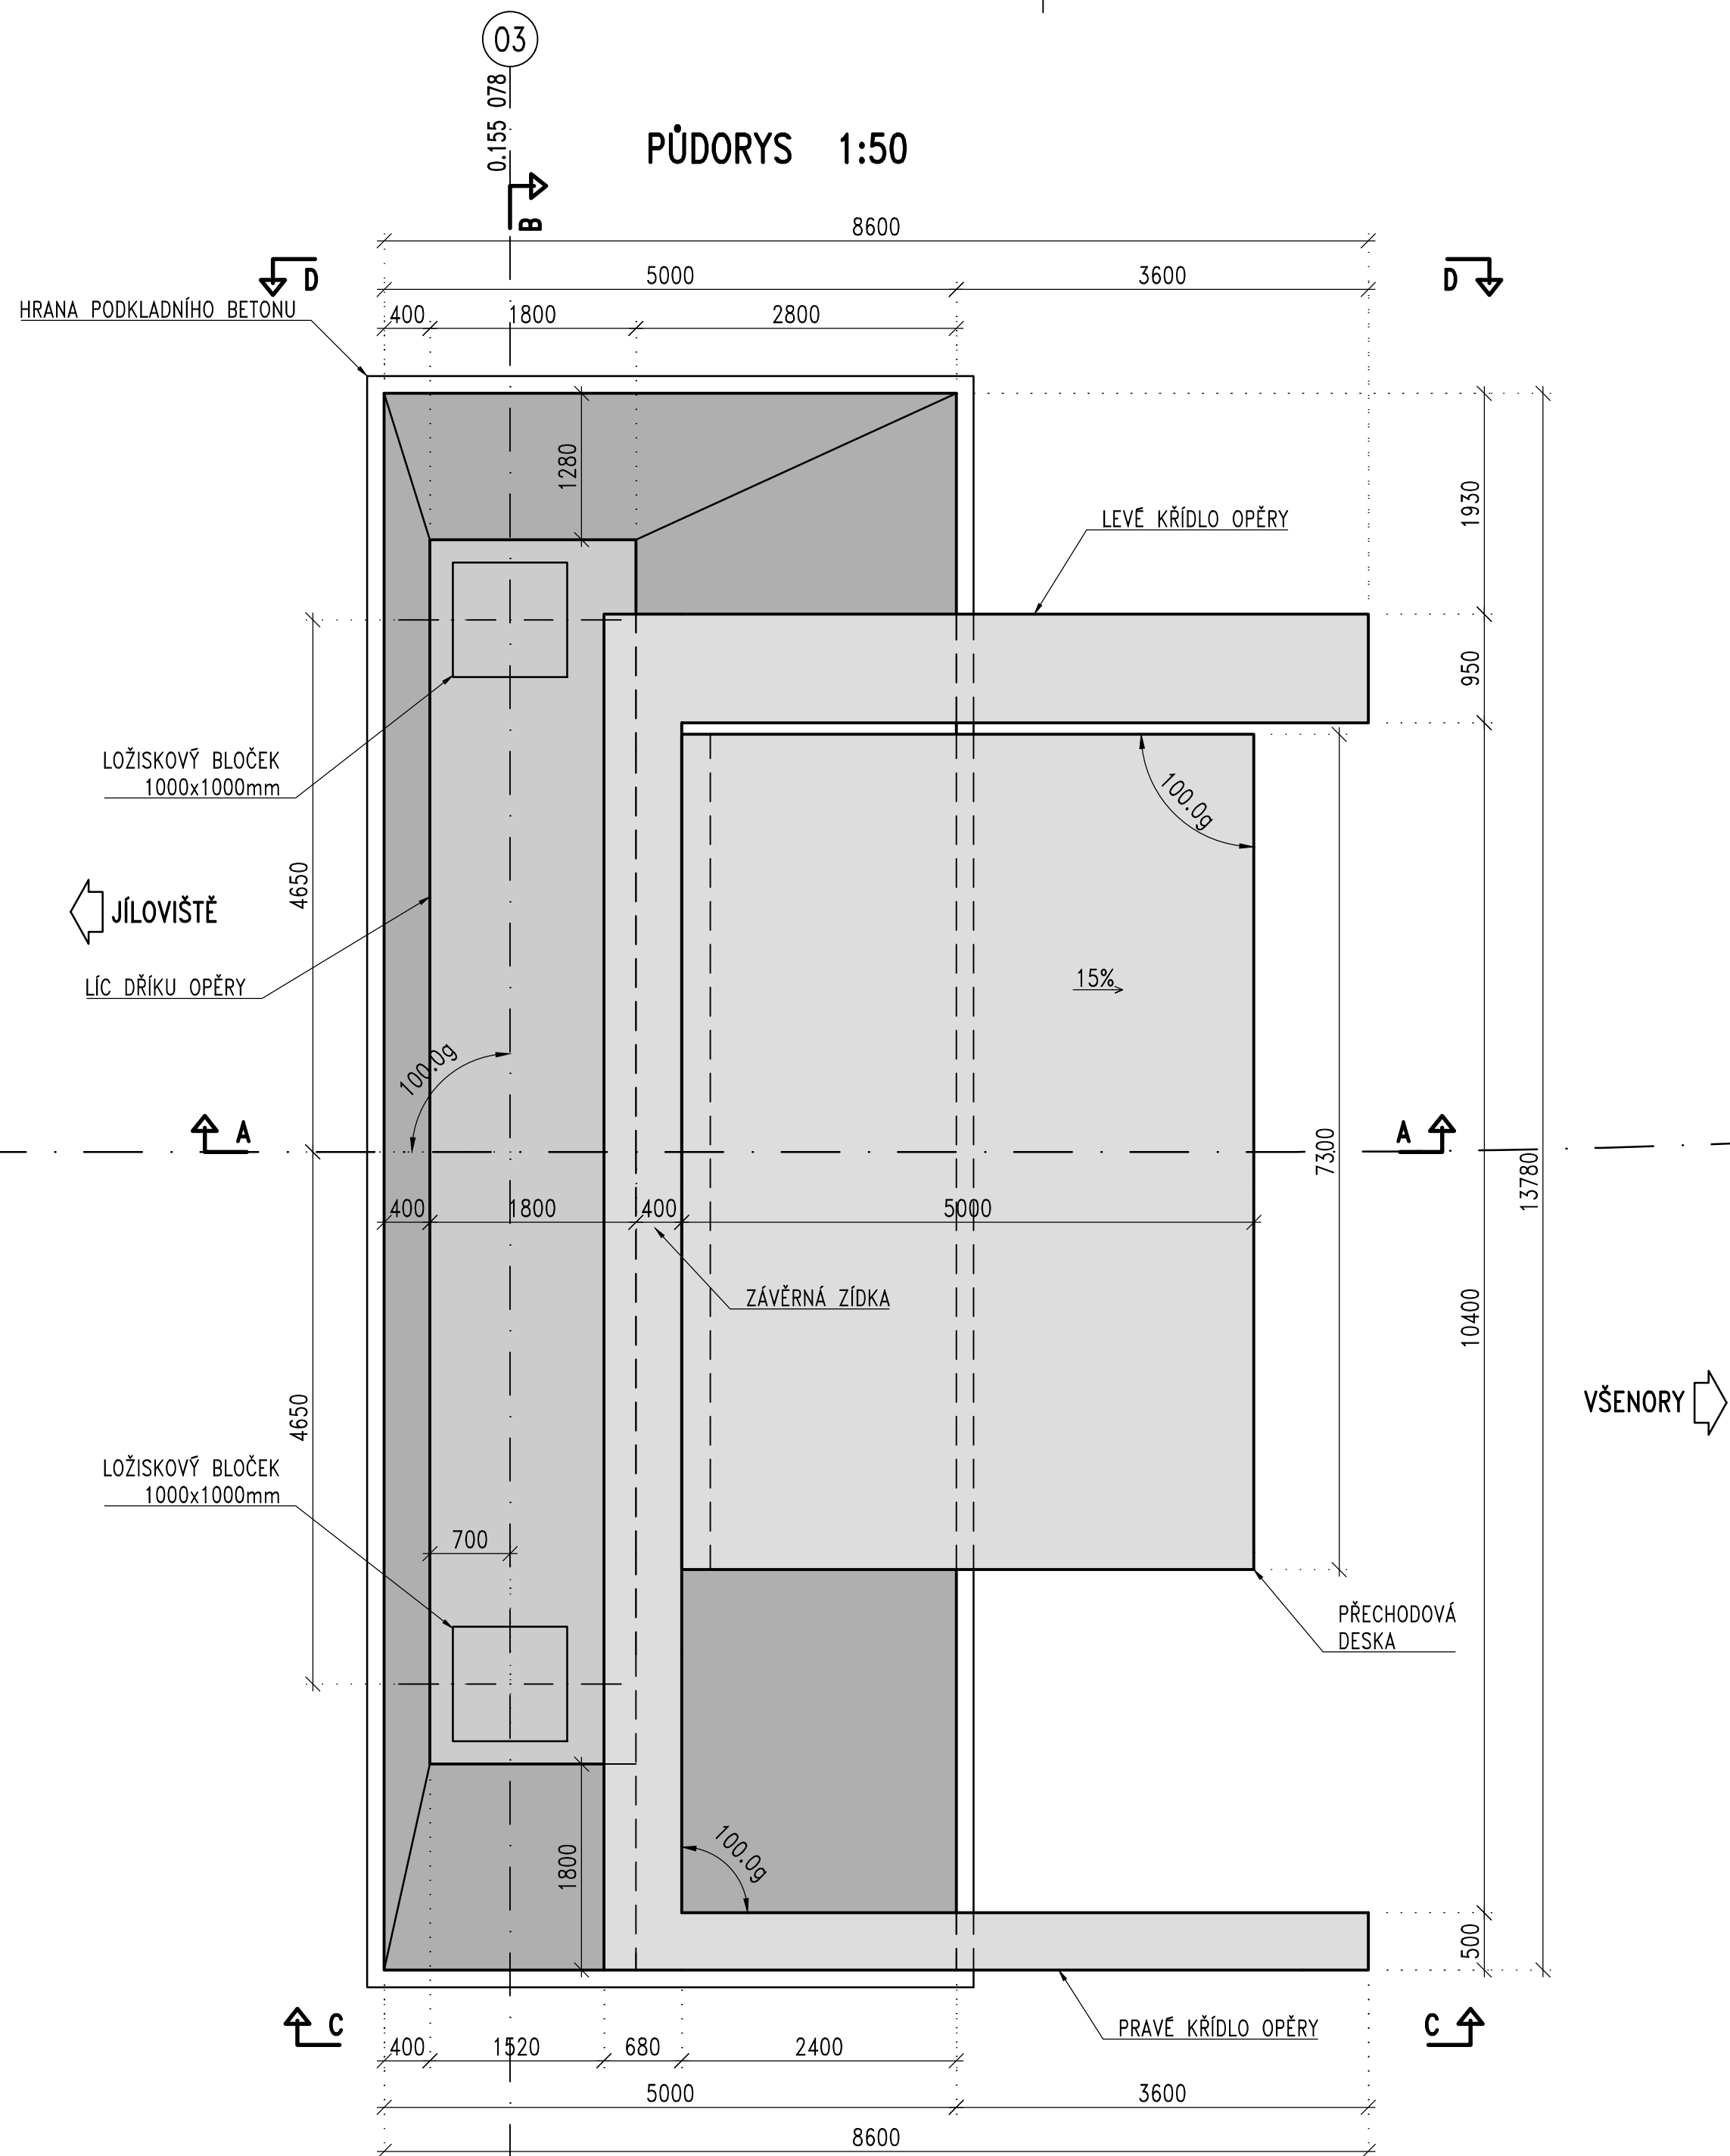 03
0.155 078
PŮDORYS 1:50
B
8600
D
D
5000
3600
HRANA PODKLADNÍHO BETONU
400
1800
2800
1280
1930
LEVÉ KŘÍDLO OPĚRY
950
LOŽISKOVÝ BLOČEK
1000x1000mm
100.0g
4650
JÍLOVIŠTĚ
LÍC DŘÍKU OPĚRY
15%
100.0g
A
A
7300
13780
400
1800
400
5000
ZÁVĚRNÁ ZÍDKA
10400
4650
VŠENORY
LOŽISKOVÝ BLOČEK
1000x1000mm
700
PŘECHODOVÁ
DESKA
1800
100.0g
500
C
PRAVÉ KŘÍDLO OPĚRY
C
400
1520
680
2400
5000
3600
8600